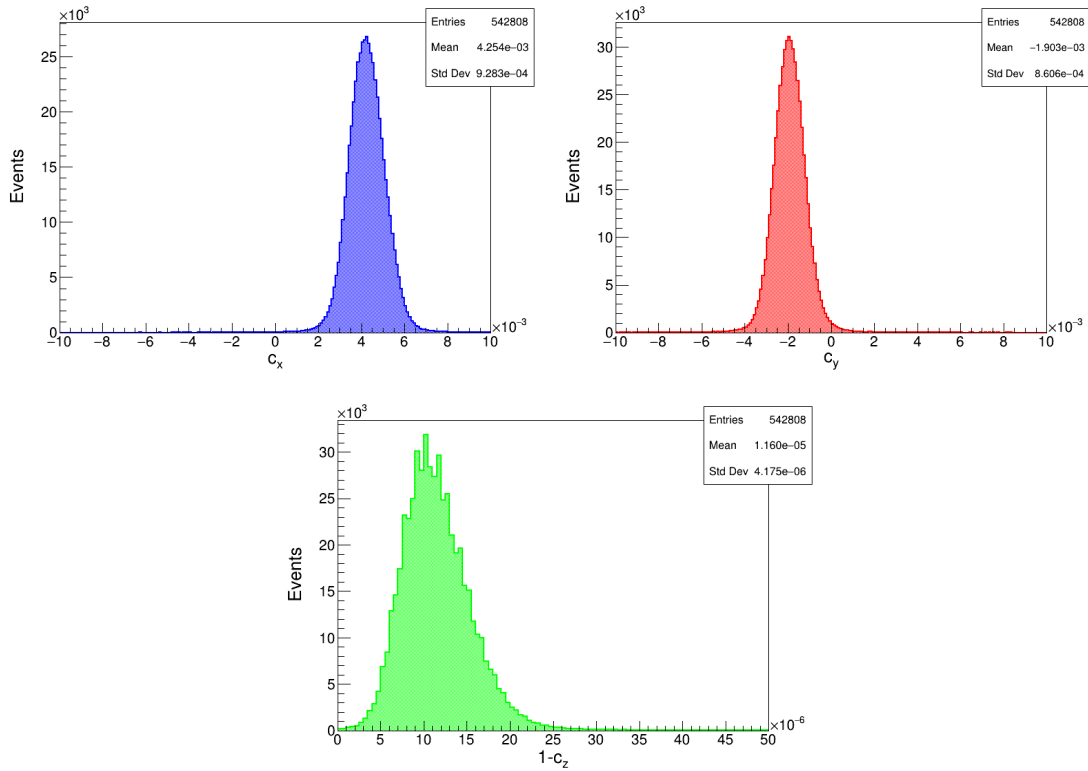 ×10³
Entries 542808
Mean 4.254e−03
Std Dev 9.283e−04
25
20
15
10
5
0
Events
−10 −8 −6 −4 −2 0 2 4 6 8 10
×10⁻³
cₓ
×10³
Entries 542808
Mean −1.903e−03
Std Dev 8.606e−04
30
25
20
15
10
5
0
Events
−10 −8 −6 −4 −2 0 2 4 6 8 10
×10⁻³
c_y
×10³
Entries 542808
Mean 1.160e−05
Std Dev 4.175e−06
30
25
20
15
10
5
0
Events
0 5 10 15 20 25 30 35 40 45 50
×10⁻⁶
1-c_z